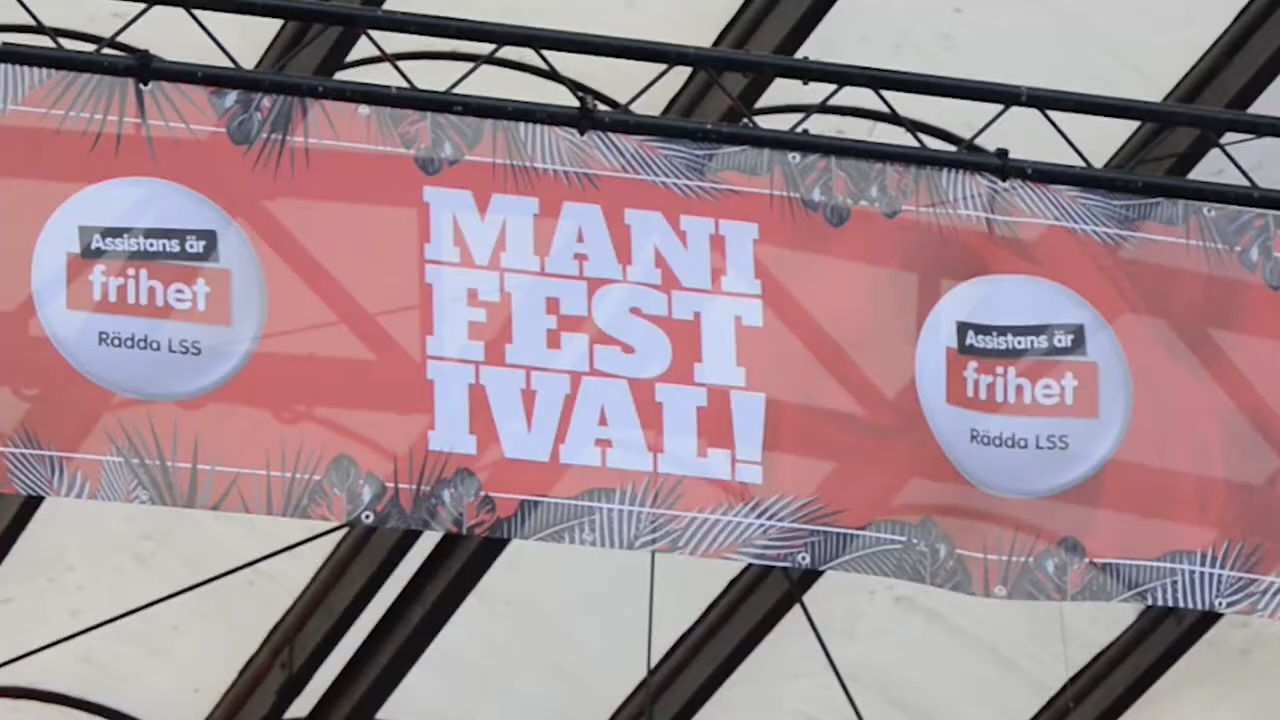 Assistans är
frihet
Rädda LSS
MANI
FEST
IVAL!
Assistans är
frihet
Rädda LSS